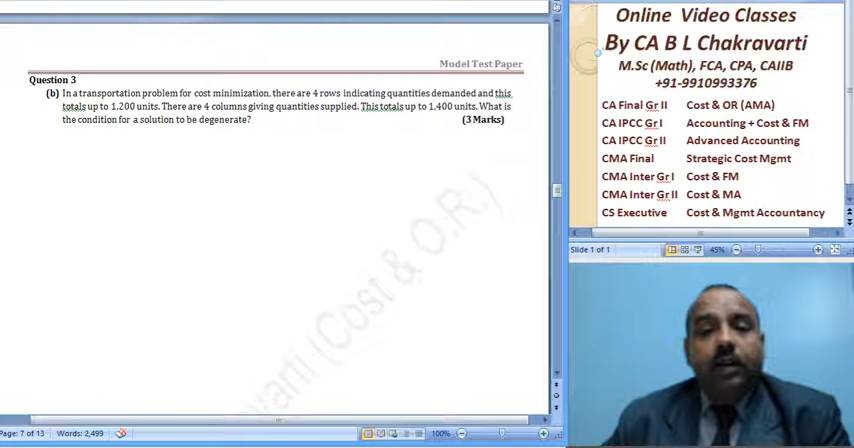 Model Test Paper
Question 3
(b) In a transportation problem for cost minimization, there are 4 rows indicating quantities demanded and this
totals up to 1,200 units. There are 4 columns giving quantities supplied. This totals up to 1,400 units. What is
the condition for a solution to be degenerate?
(3 Marks)
varti (Cost & O.R.)
Page: 7 of 13 Words: 2,499
100%
Online Video Classes
By CA B L Chakravarti
M.Sc (Math), FCA, CPA, CAIIB
+91-9910993376
CA Final Gr II Cost & OR (AMA)
CA IPCC Gr I Accounting + Cost & FM
CA IPCC Gr II Advanced Accounting
CMA Final Strategic Cost Mgmt
CMA Inter Gr I Cost & FM
CMA Inter Gr II Cost & MA
CS Executive Cost & Mgmt Accountancy
Slide 1 of 1
45%